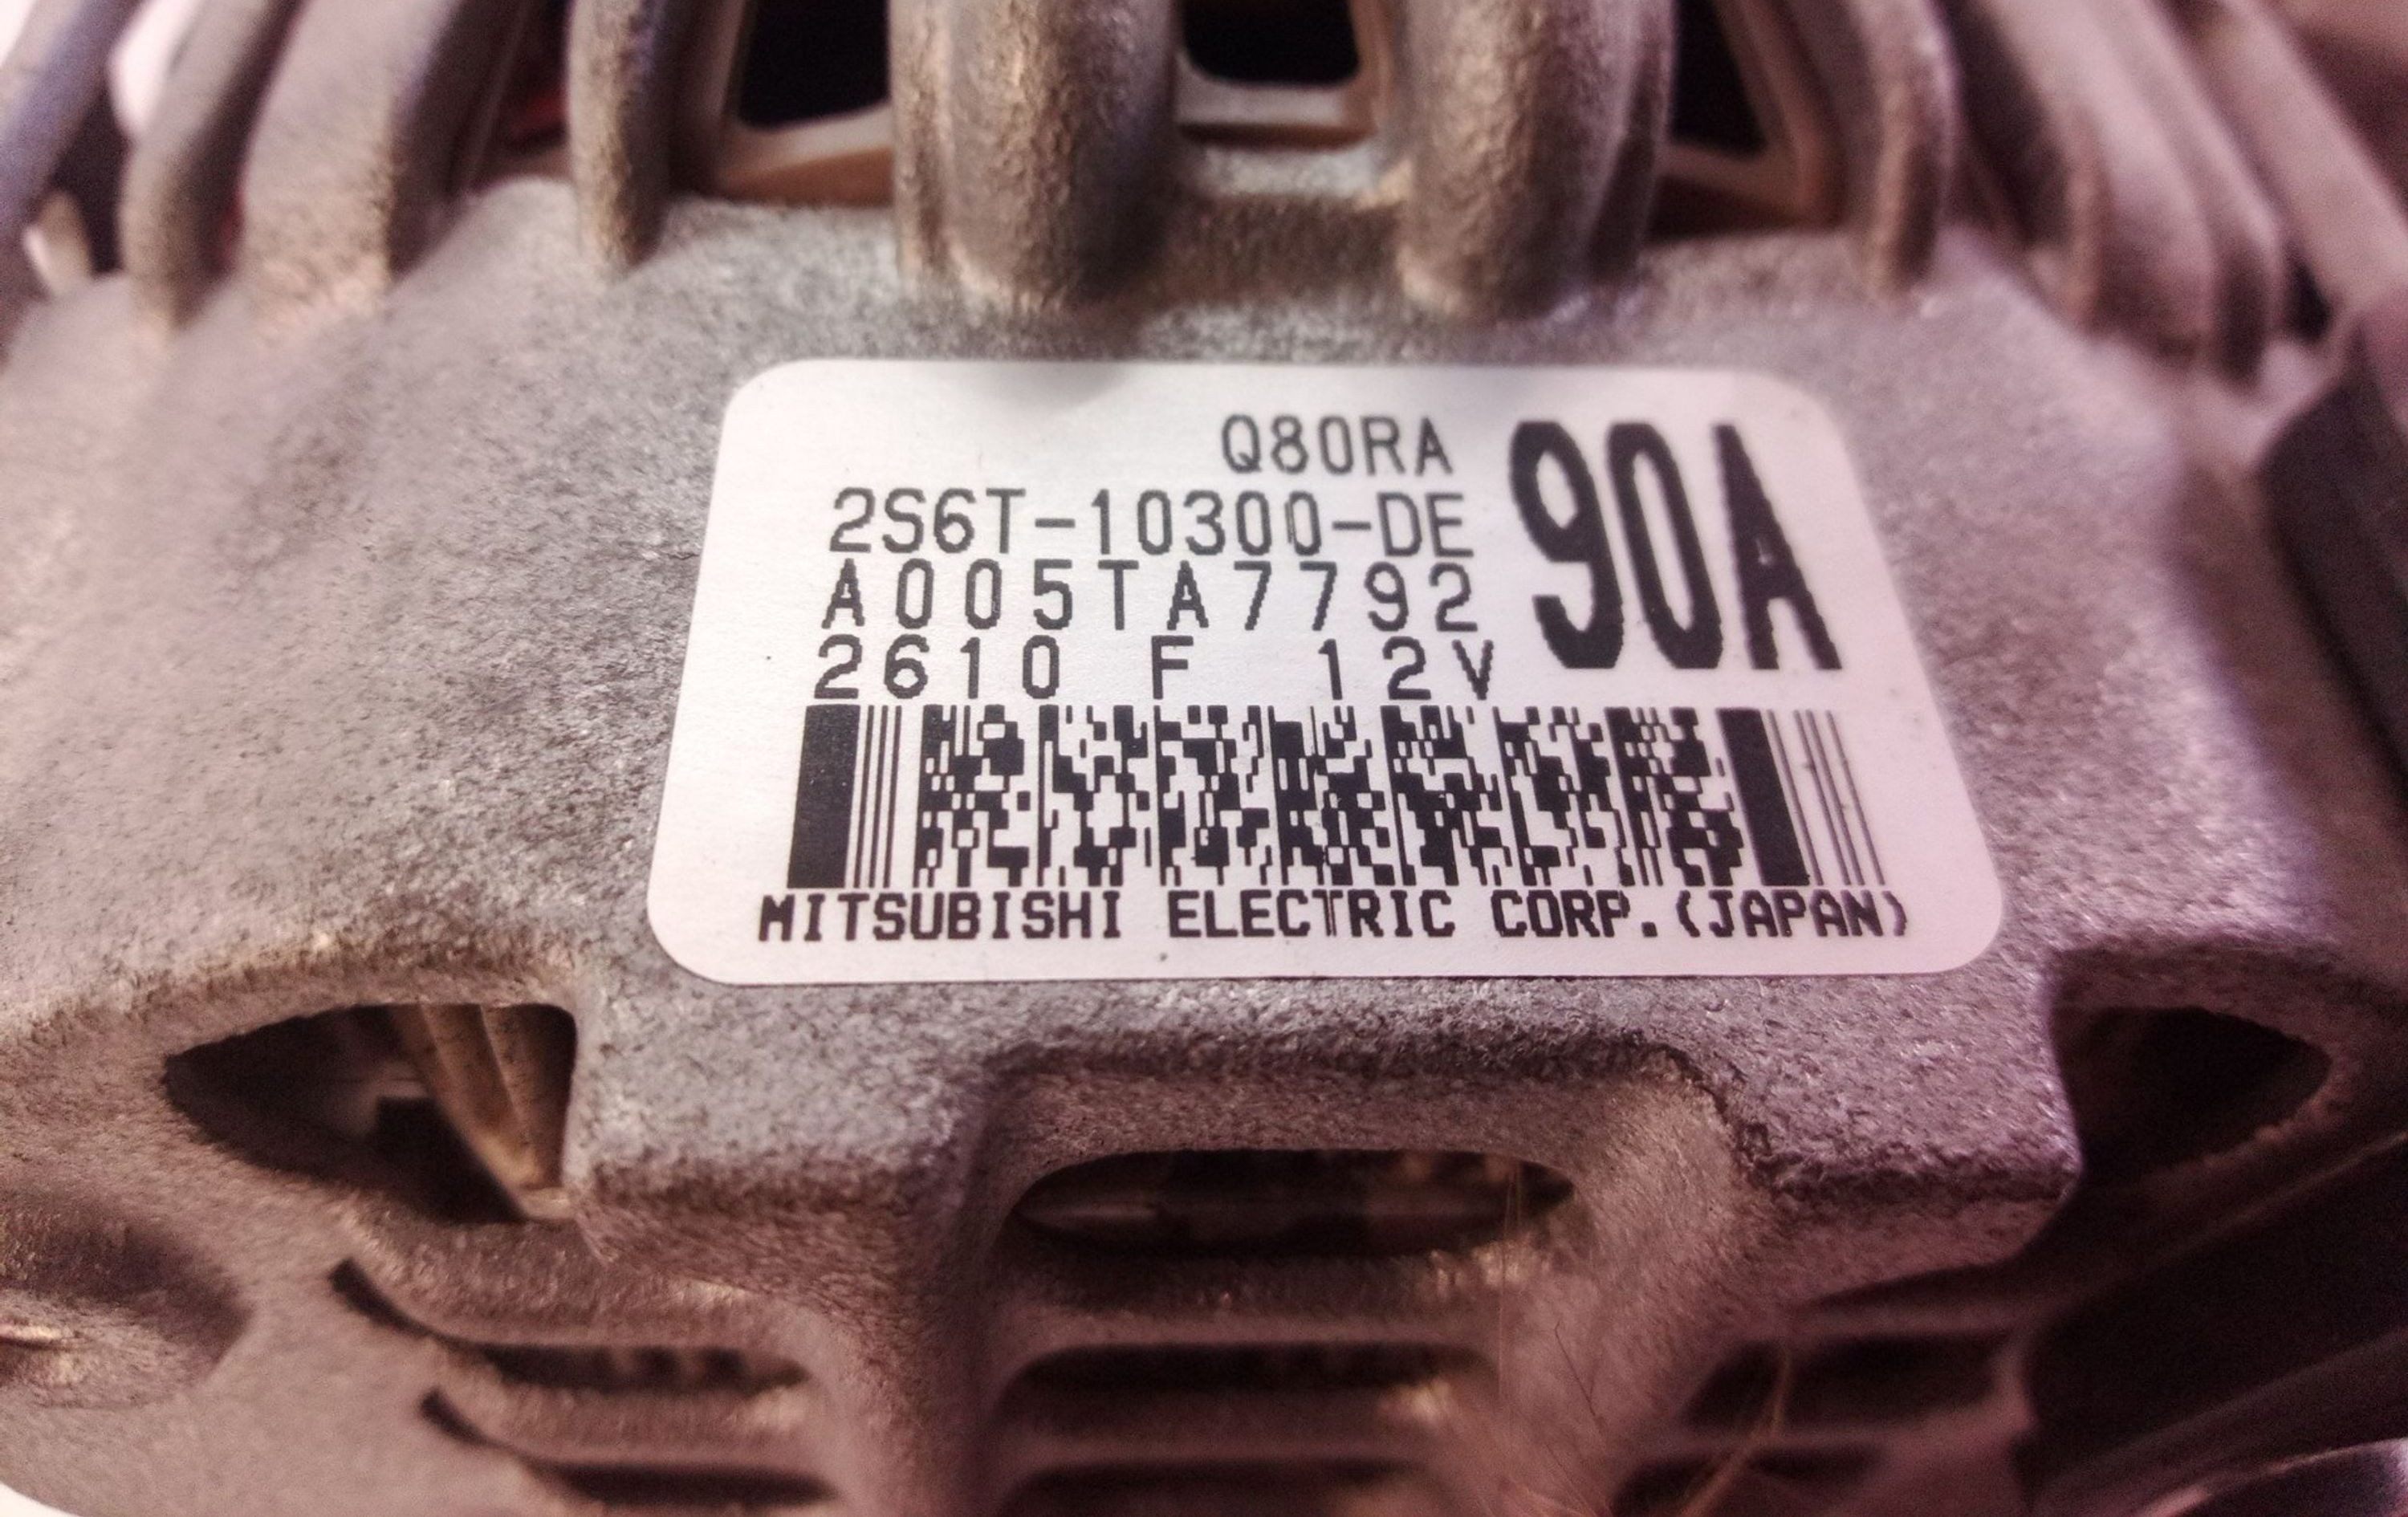 Q80RA
90A
2S6T-10300-DE
A005TA7792
2610 F 12V
MITSUBISHI ELECTRIC CORP.(JAPAN)